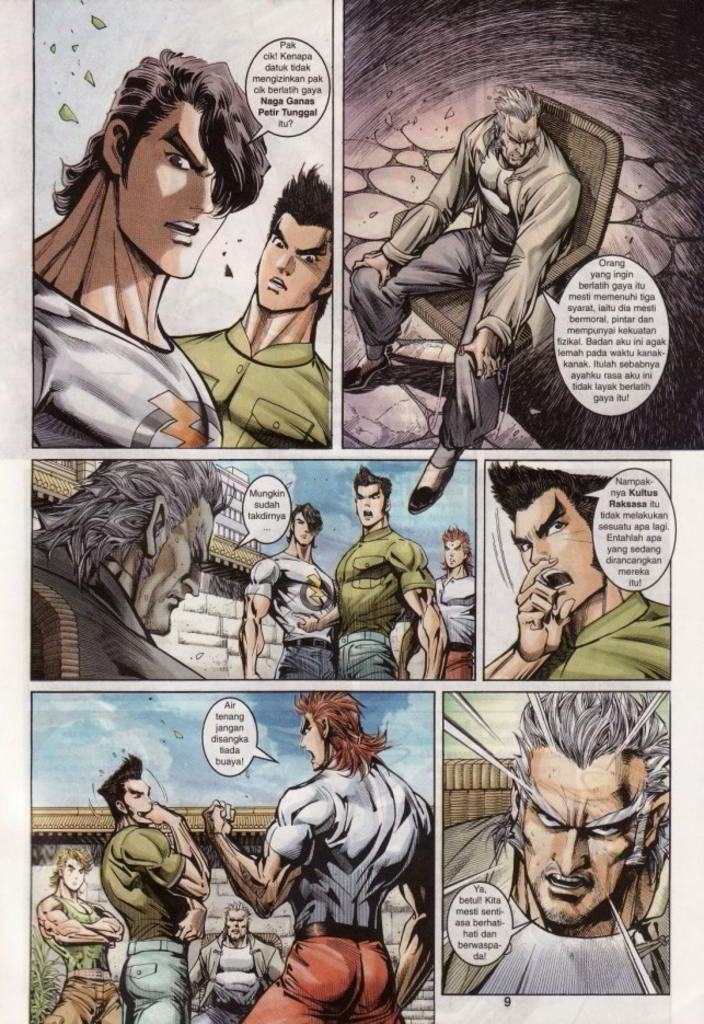 Pak
cik! Kenapa
datuk tidak
mengizinkan pak
cik berlatih gaya
Naga Ganas
Petir Tunggal
itu?
Orang
yang ingin
berlatih gaya itu
mesti memenuhi tiga
syarat, iaitu dia mesti
bermoral, pintar dan
mempunyai kekuatan
fizikal. Badan aku ini agak
lemah pada waktu kanak-
kanak. Itulah sebabnya
ayahku rasa aku ini
tidak layak berlatih
gaya itu!
Mungkin
sudah
takdirnya
...
Nampak-
nya Kultus
Raksasa itu
tidak melakukan
sesuatu apa lagi.
Entahlah apa
yang sedang
dirancangkan
mereka
itu!
Air
tenang
jangan
disangka
tiada
buaya!
Ya,
betul! Kita
mesti senti-
iasa berhati-
hati dan
berwaspa-
da!
9